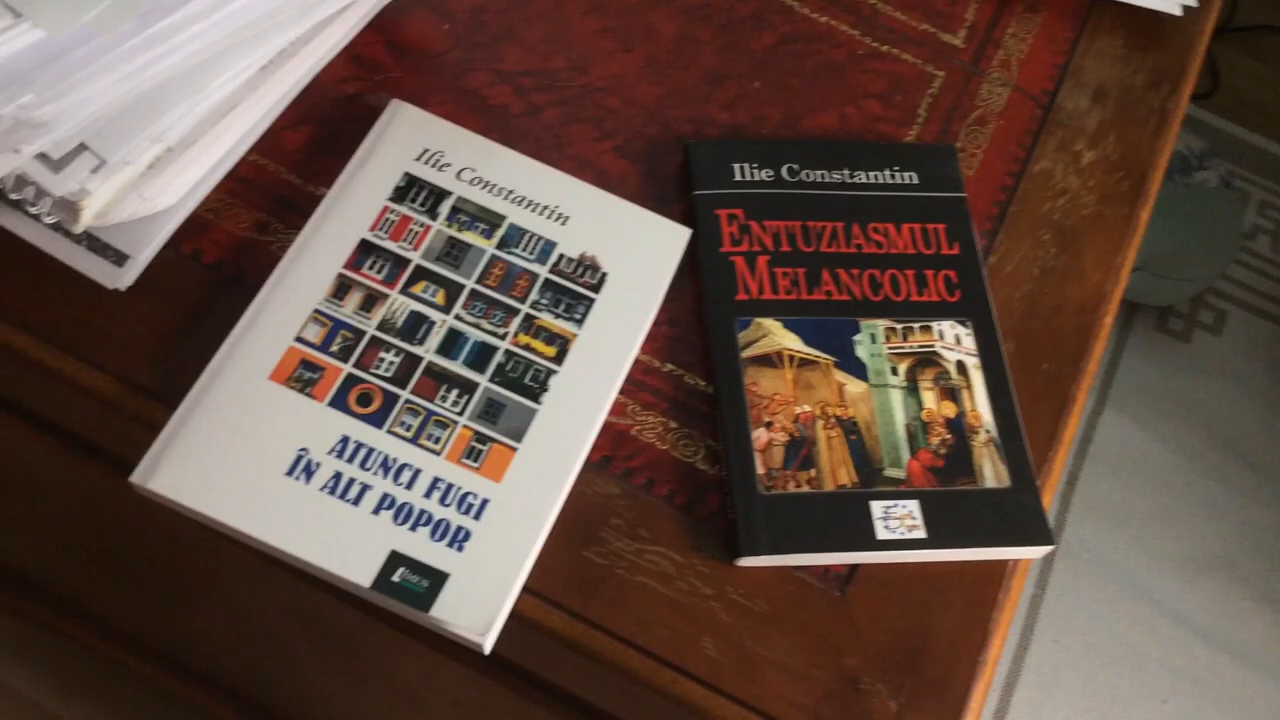 Ilie Constantin
ATUNCI FUGI
ÎN ALT POPOR
Ilie Constantin
ENTUZIASMUL
MELANCOLIC